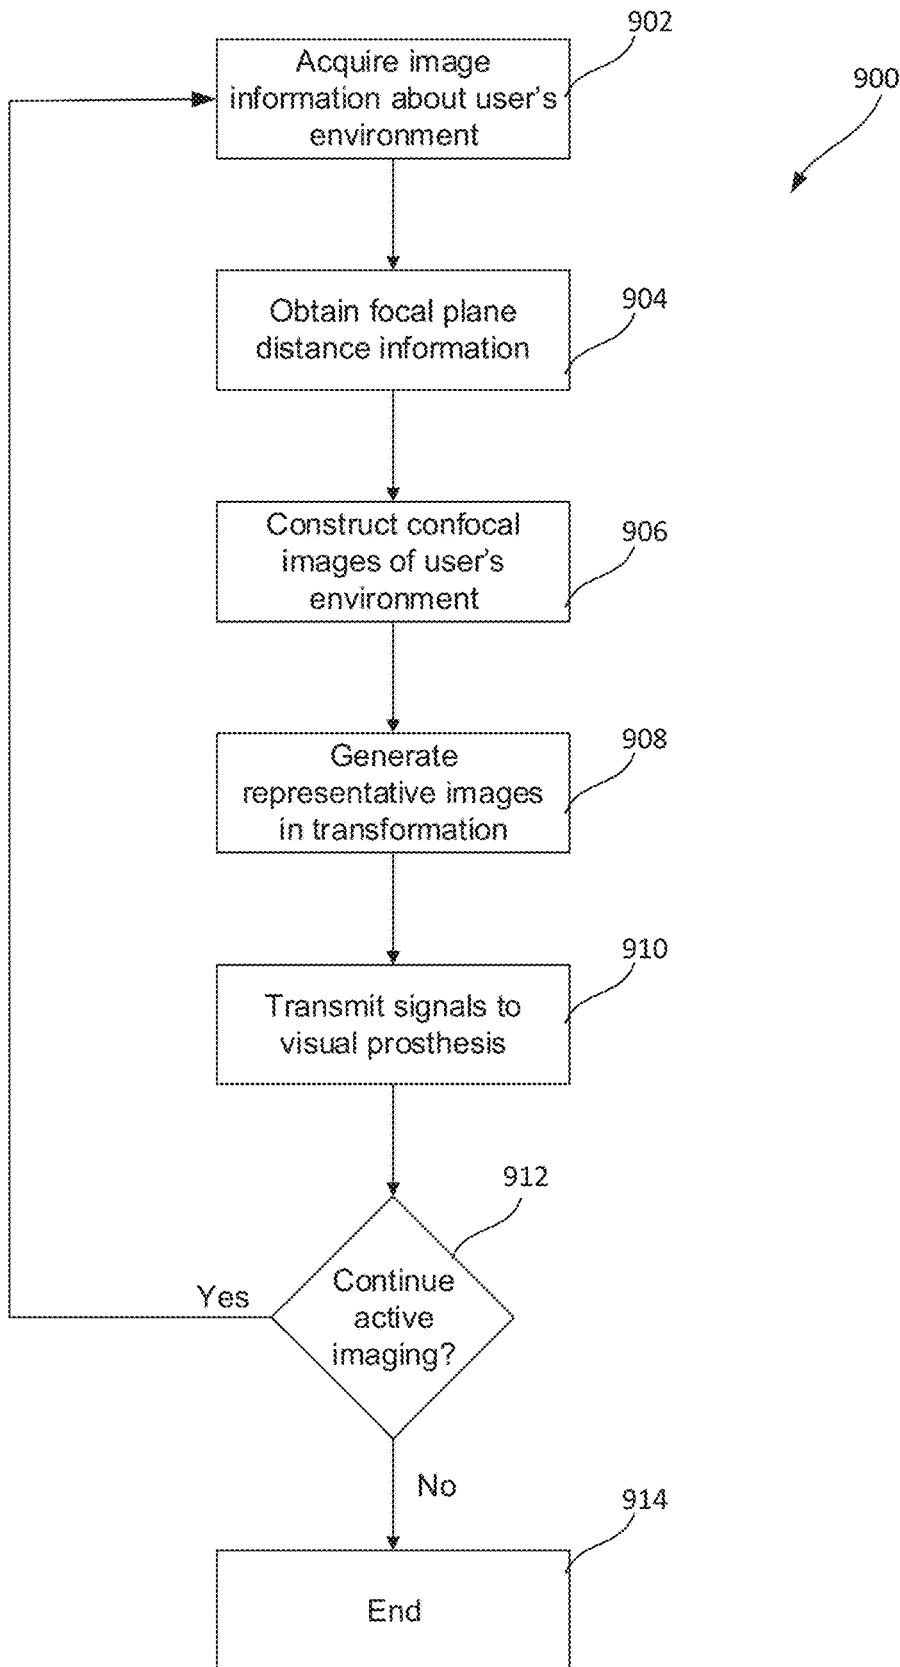 902
Acquire image
information about user's
environment
900
904
Obtain focal plane
distance information
906
Construct confocal
images of user's
environment
908
Generate
representative images
in transformation
910
Transmit signals to
visual prosthesis
912
Continue
active
imaging?
Yes
No
914
End